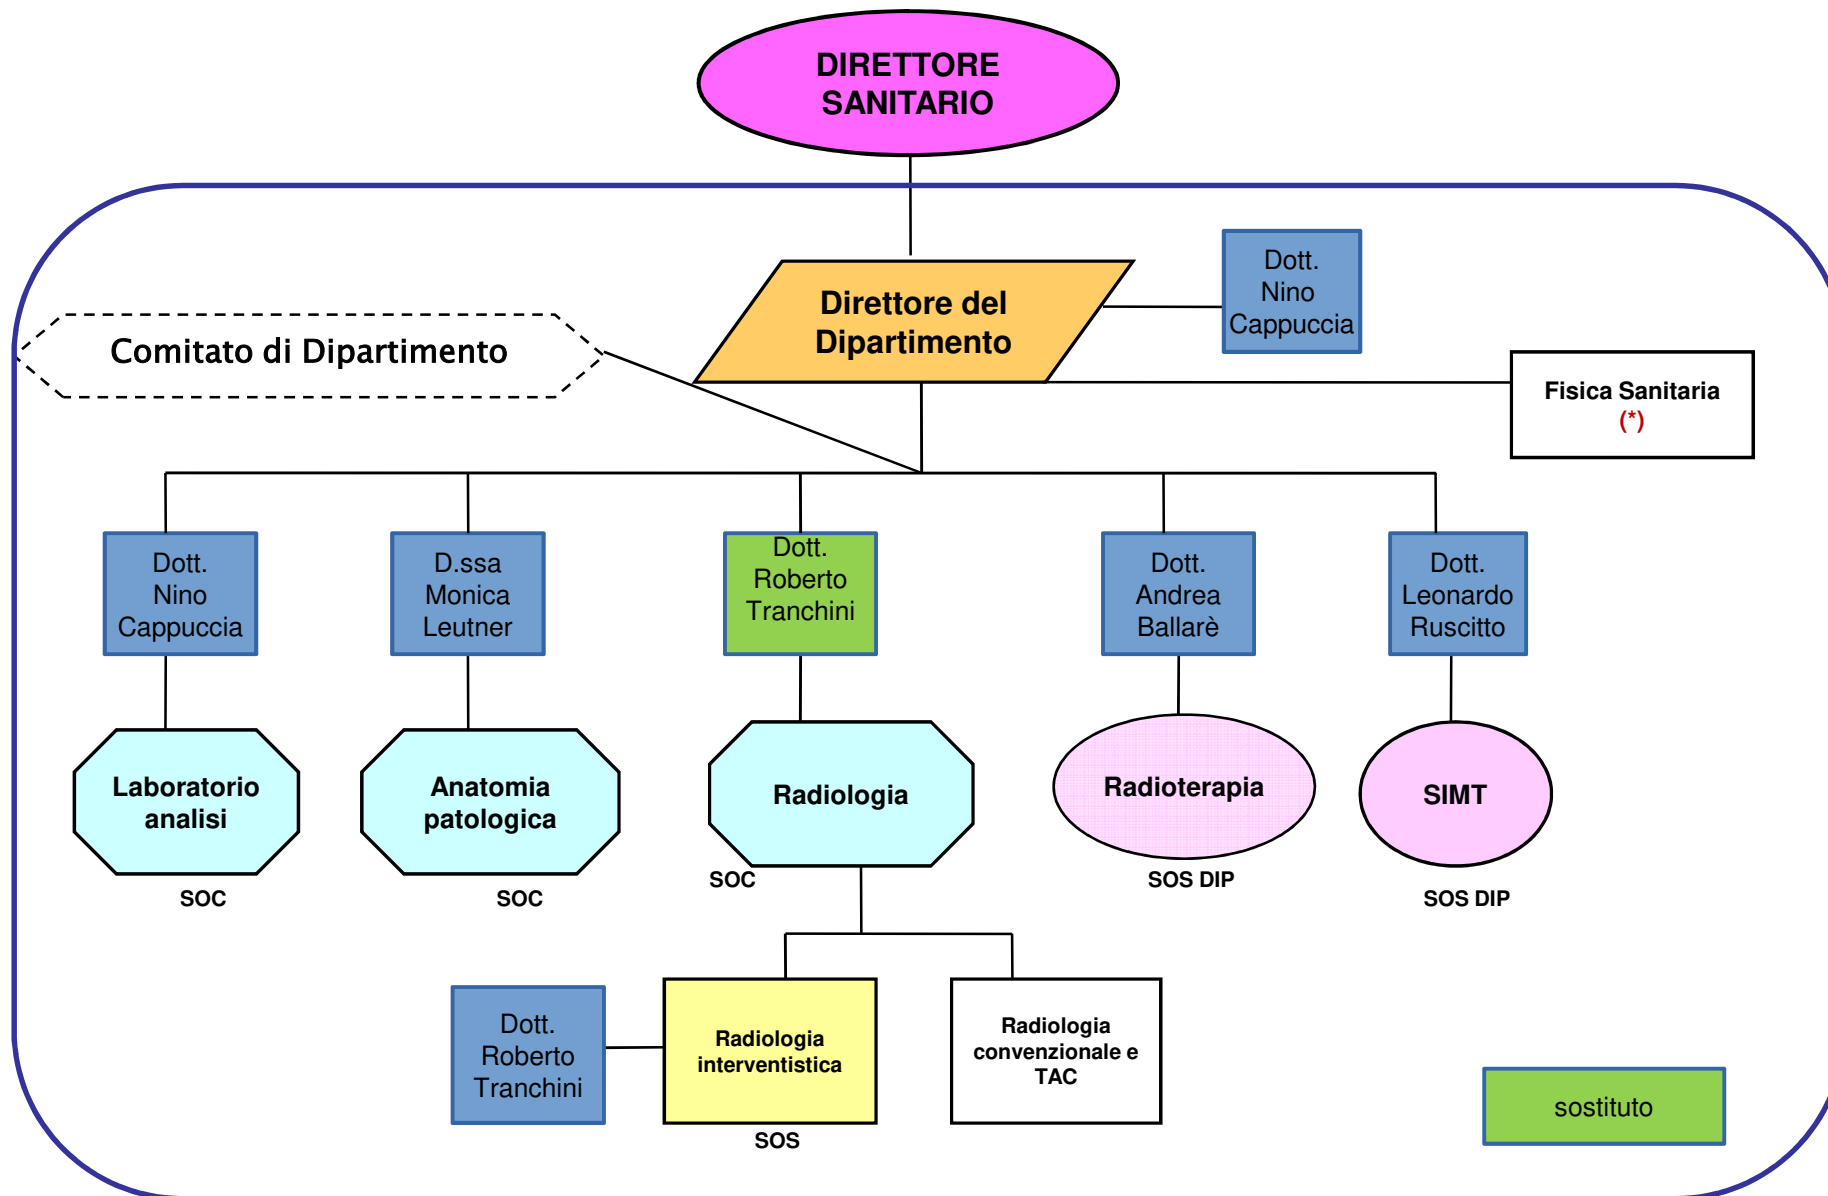 DIRETTORE
SANITARIO
Dott.
Nino
Cappuccia
Direttore del
Dipartimento
Comitato di Dipartimento
Fisica Sanitaria
(*)
Dott.
Nino
Cappuccia
D.ssa
Monica
Leutner
Dott.
Roberto
Tranchini
Dott.
Andrea
Ballarè
Dott.
Leonardo
Ruscitto
Laboratorio
analisi
Anatomia
patologica
Radiologia
Radioterapia
SIMT
SOC
SOC
SOC
SOS DIP
SOS DIP
Dott.
Roberto
Tranchini
Radiologia
interventistica
Radiologia
convenzionale e
TAC
SOS
sostituto